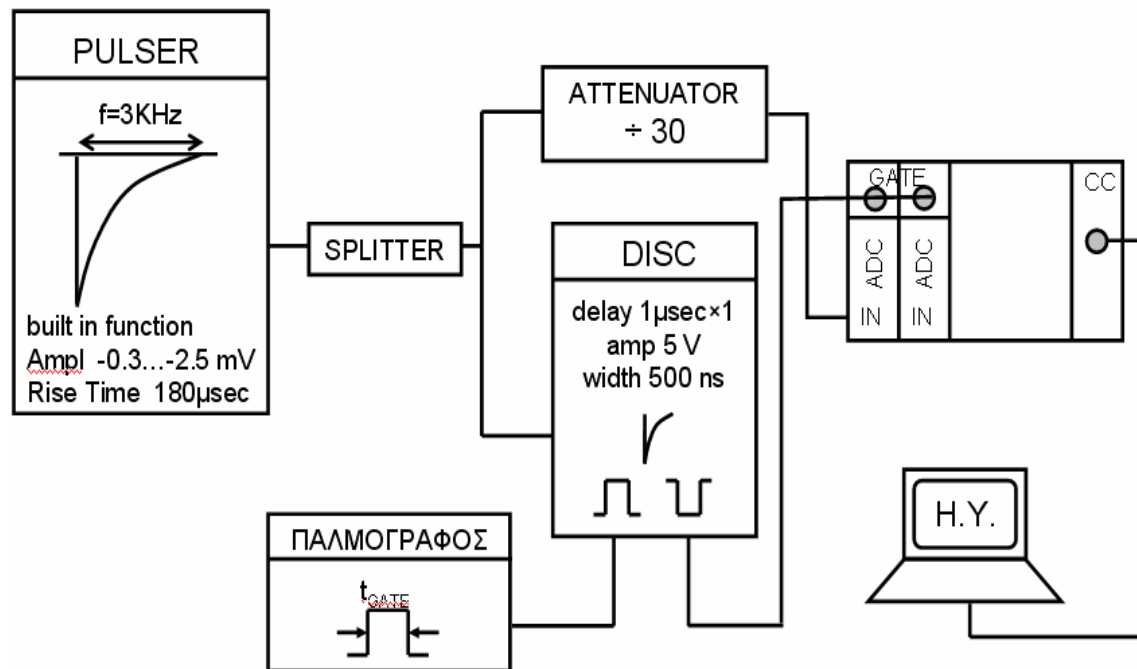 PULSER
f=3KHz
built in function
Ampl -0.3...-2.5 mV
Rise Time 180μsec
SPLITTER
ATTENUATOR
÷ 30
DISC
delay 1μsec×1
amp 5 V
width 500 ns
ΠΑΛΜΟΓΡΑΦΟΣ
tGATE
GATE
ADC
IN
ADC
IN
CC
H.Y.